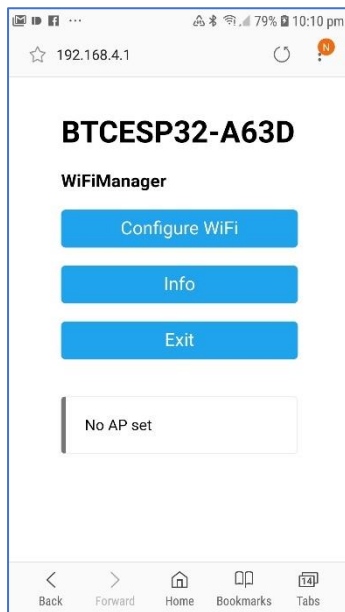 79% 10:10 pm
192.168.4.1
N
BTCESP32-A63D
WiFiManager
Configure WiFi
Info
Exit
No AP set
14
Back Forward Home Bookmarks Tabs